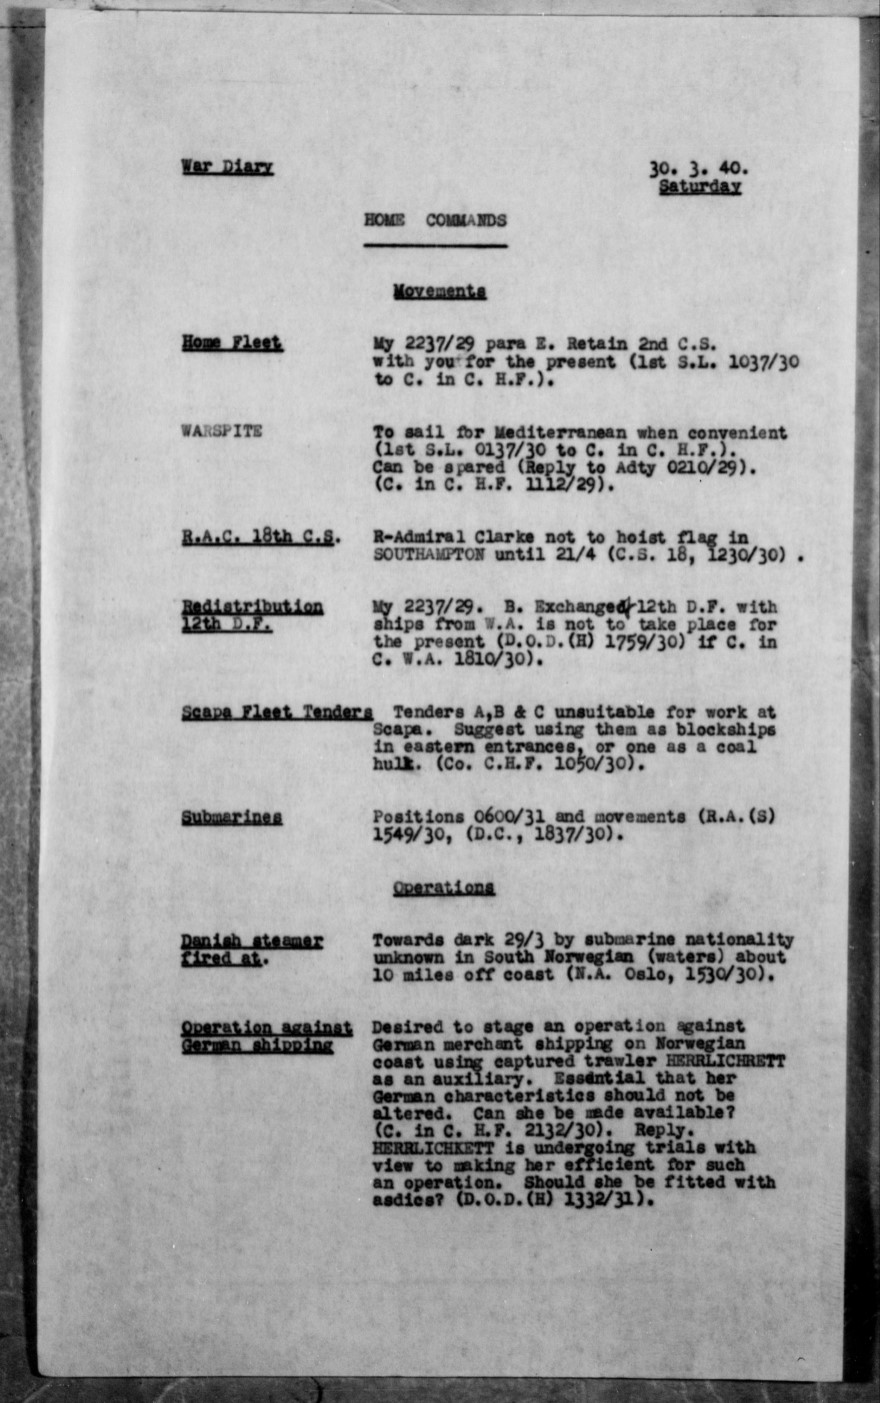 War Diary
30. 3. 40.
Saturday
HOME COMMANDS
Movements
Home Fleet
My 2237/29 para E. Retain 2nd C.S.
with you for the present (1st S.L. 1037/30
to C. in C. H.F.).
WARSPITE
To sail for Mediterranean when convenient
(1st S.L. 0137/30 to C. in C. H.F.).
Can be spared (Reply to Adty 0210/29).
(C. in C. H.F. 1112/29).
R.A.C. 18th C.S.
R-Admiral Clarke not to hoist flag in
SOUTHAMPTON until 21/4 (C.S. 18, 1230/30) .
Redistribution
12th D.F.
My 2237/29. B. Exchanged 12th D.F. with
ships from W.A. is not to take place for
the present (D.O.D.(H) 1759/30) if C. in
C. W.A. 1810/30).
Scapa Fleet Tenders
Tenders A,B & C unsuitable for work at
Scapa. Suggest using them as blockships
in eastern entrances, or one as a coal
hulk. (Co. C.H.F. 1050/30).
Submarines
Positions 0600/31 and movements (R.A.(S)
1549/30, (D.C., 1837/30).
Operations
Danish steamer
fired at.
Towards dark 29/3 by submarine nationality
unknown in South Norwegian (waters) about
10 miles off coast (N.A. Oslo, 1530/30).
Operation against
German shipping
Desired to stage an operation against
German merchant shipping on Norwegian
coast using captured trawler HERRLICHRETT
as an auxiliary. Essential that her
German characteristics should not be
altered. Can she be made available?
(C. in C. H.F. 2132/30). Reply.
HERRLICHKETT is undergoing trials with
view to making her efficient for such
an operation. Should she be fitted with
asdics? (D.O.D.(H) 1332/31).